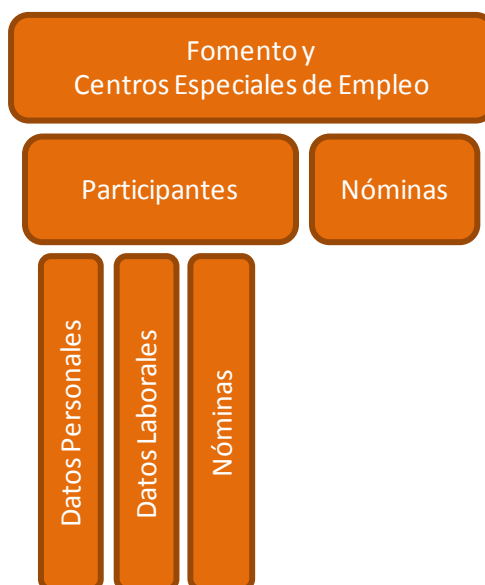 Fomento y
Centros Especiales de Empleo
Participantes
Nóminas
Datos Personales
Datos Laborales
Nóminas